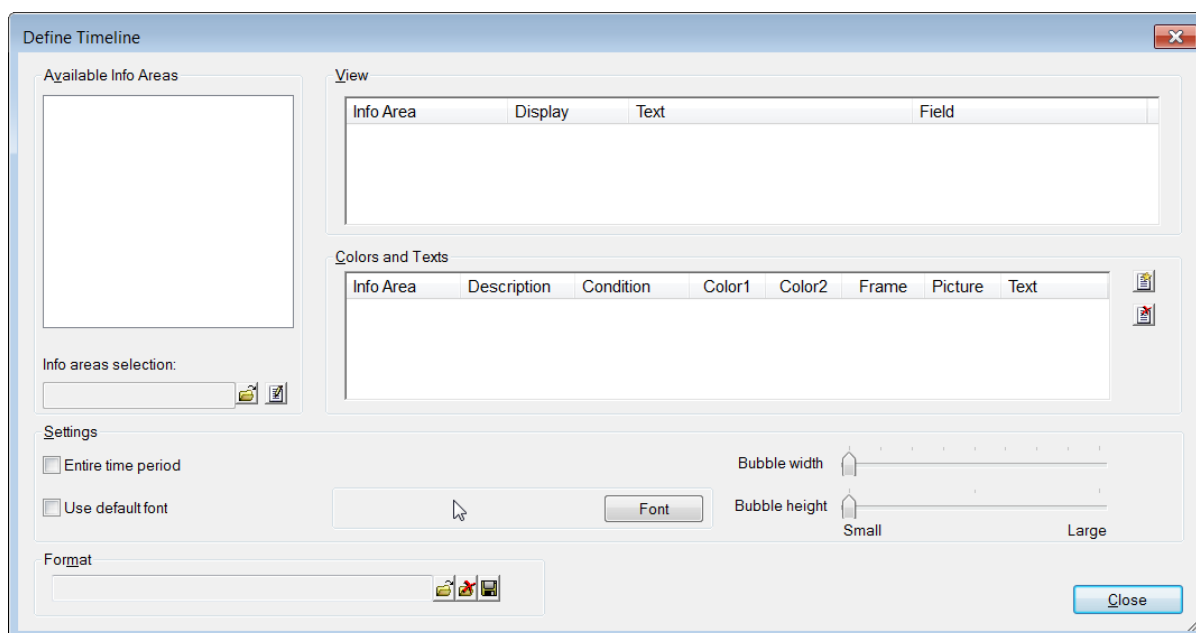 Define Timeline
Available Info Areas
View
Info Area Display Text Field
Colors and Texts
Info Area Description Condition Color1 Color2 Frame Picture Text
Info areas selection:
Settings
Entire time period
Bubble width
Use default font
Font
Bubble height
Small Large
Format
Close